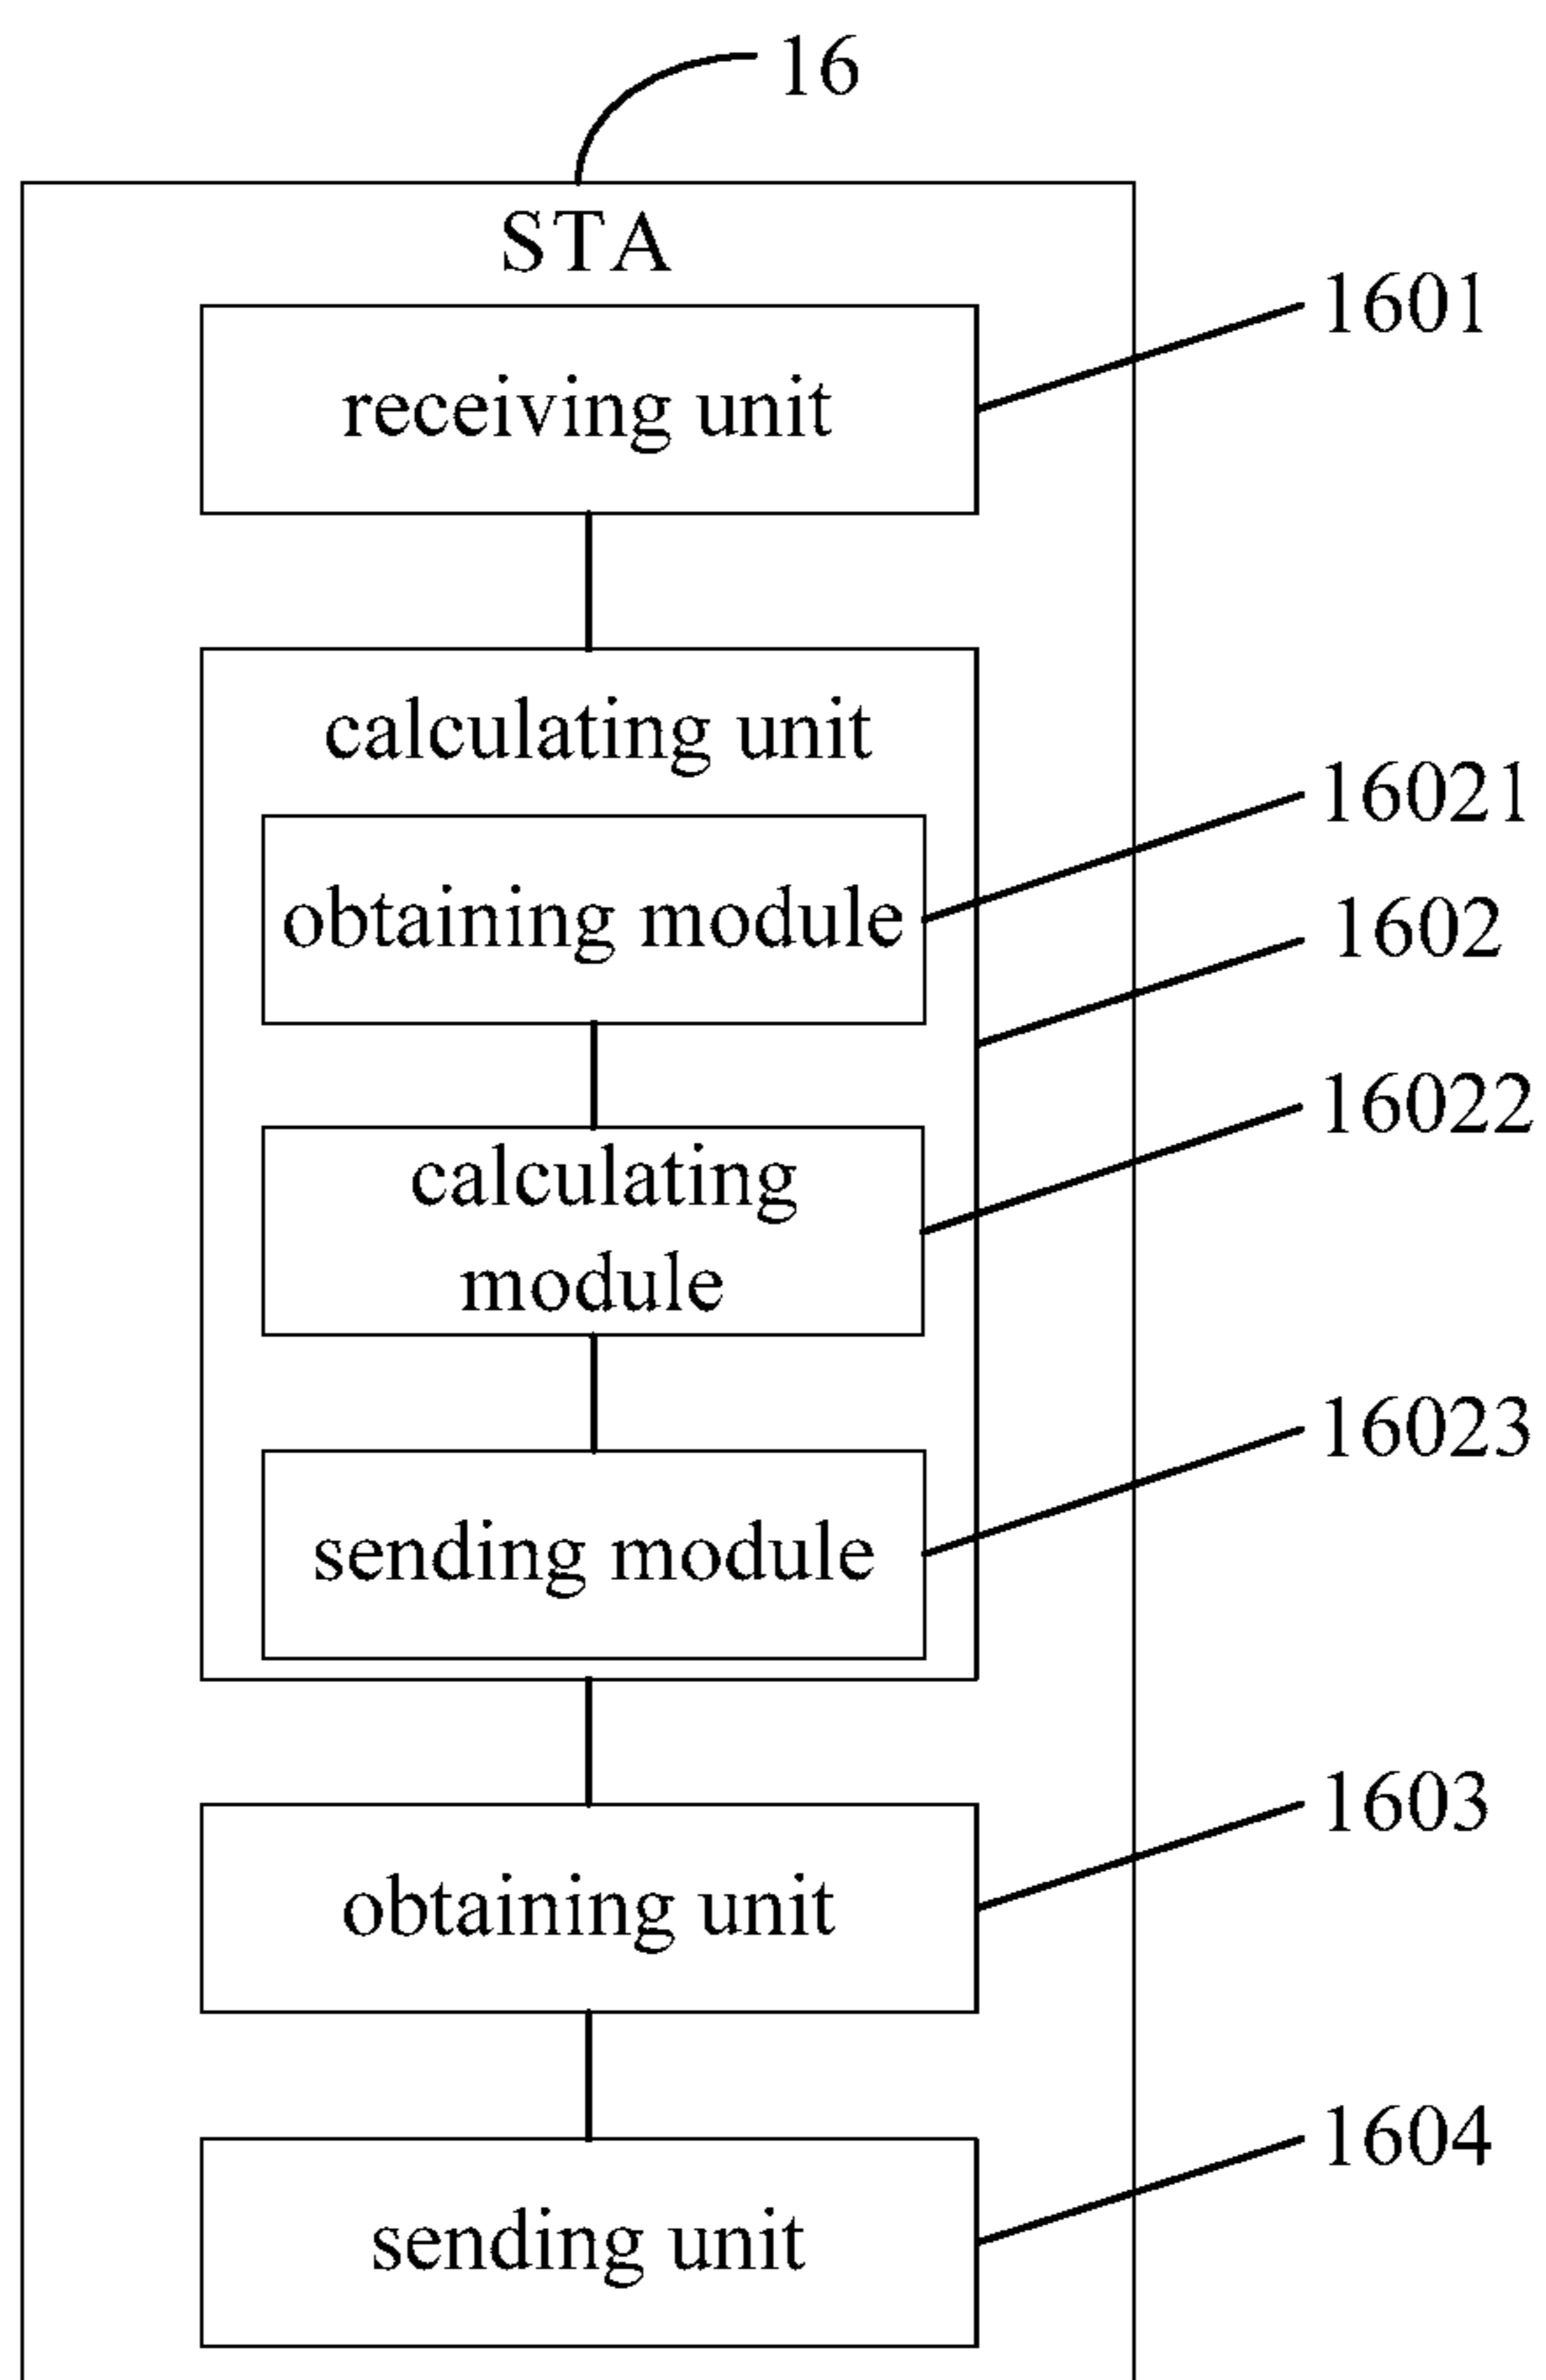 16
STA
1601
receiving unit
calculating unit
16021
obtaining module
1602
16022
calculating
module
16023
sending module
1603
obtaining unit
1604
sending unit